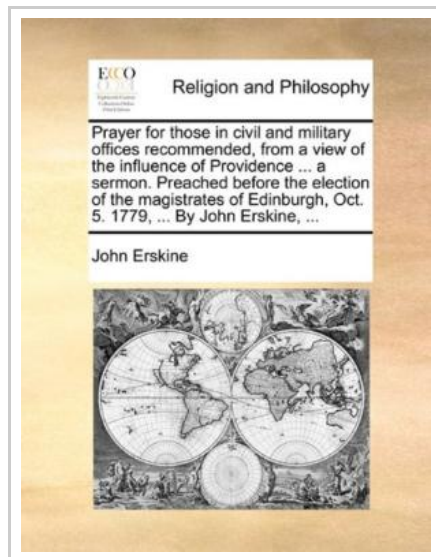 ECCO
Religion and Philosophy
Prayer for those in civil and military
offices recommended, from a view of
the influence of Providence ... a
sermon. Preached before the election
of the magistrates of Edinburgh, Oct.
5. 1779, ... By John Erskine, ...
John Erskine